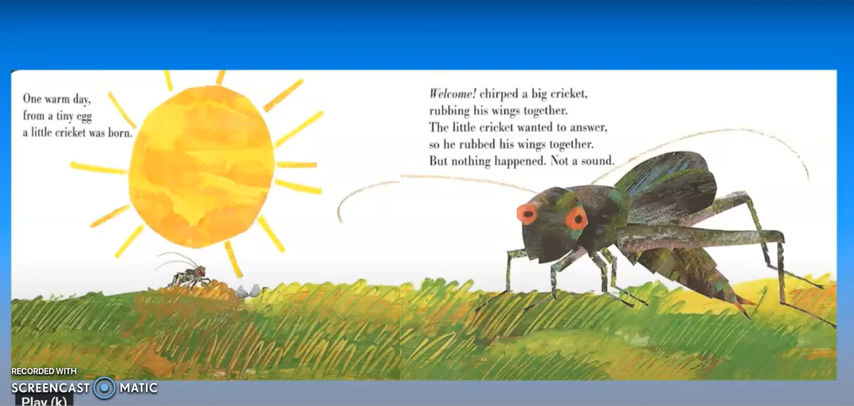 One warm day,
from a tiny egg
a little cricket was born.
Welcome! chirped a big cricket,
rubbing his wings together.
The little cricket wanted to answer,
so he rubbed his wings together.
But nothing happened. Not a sound.
RECORDED WITH
SCREENCAST MATIC
Play (k)